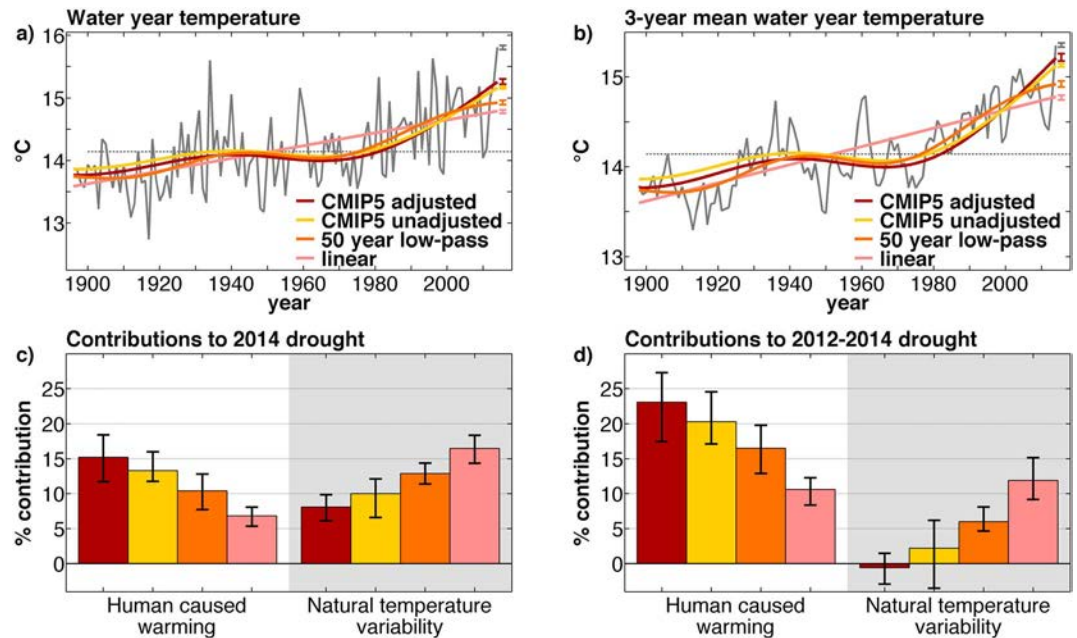 Water year temperature
a)
16
15
14
13
°C
1900 1920 1940 1960 1980 2000
year
CMIP5 adjusted
CMIP5 unadjusted
50 year low-pass
linear
3-year mean water year temperature
b)
15
14
13
°C
1900 1920 1940 1960 1980 2000
year
CMIP5 adjusted
CMIP5 unadjusted
50 year low-pass
linear
Contributions to 2014 drought
c)
25
20
15
10
5
0
% contribution
Human caused
warming
Natural temperature
variability
Contributions to 2012-2014 drought
d)
25
20
15
10
5
0
% contribution
Human caused
warming
Natural temperature
variability